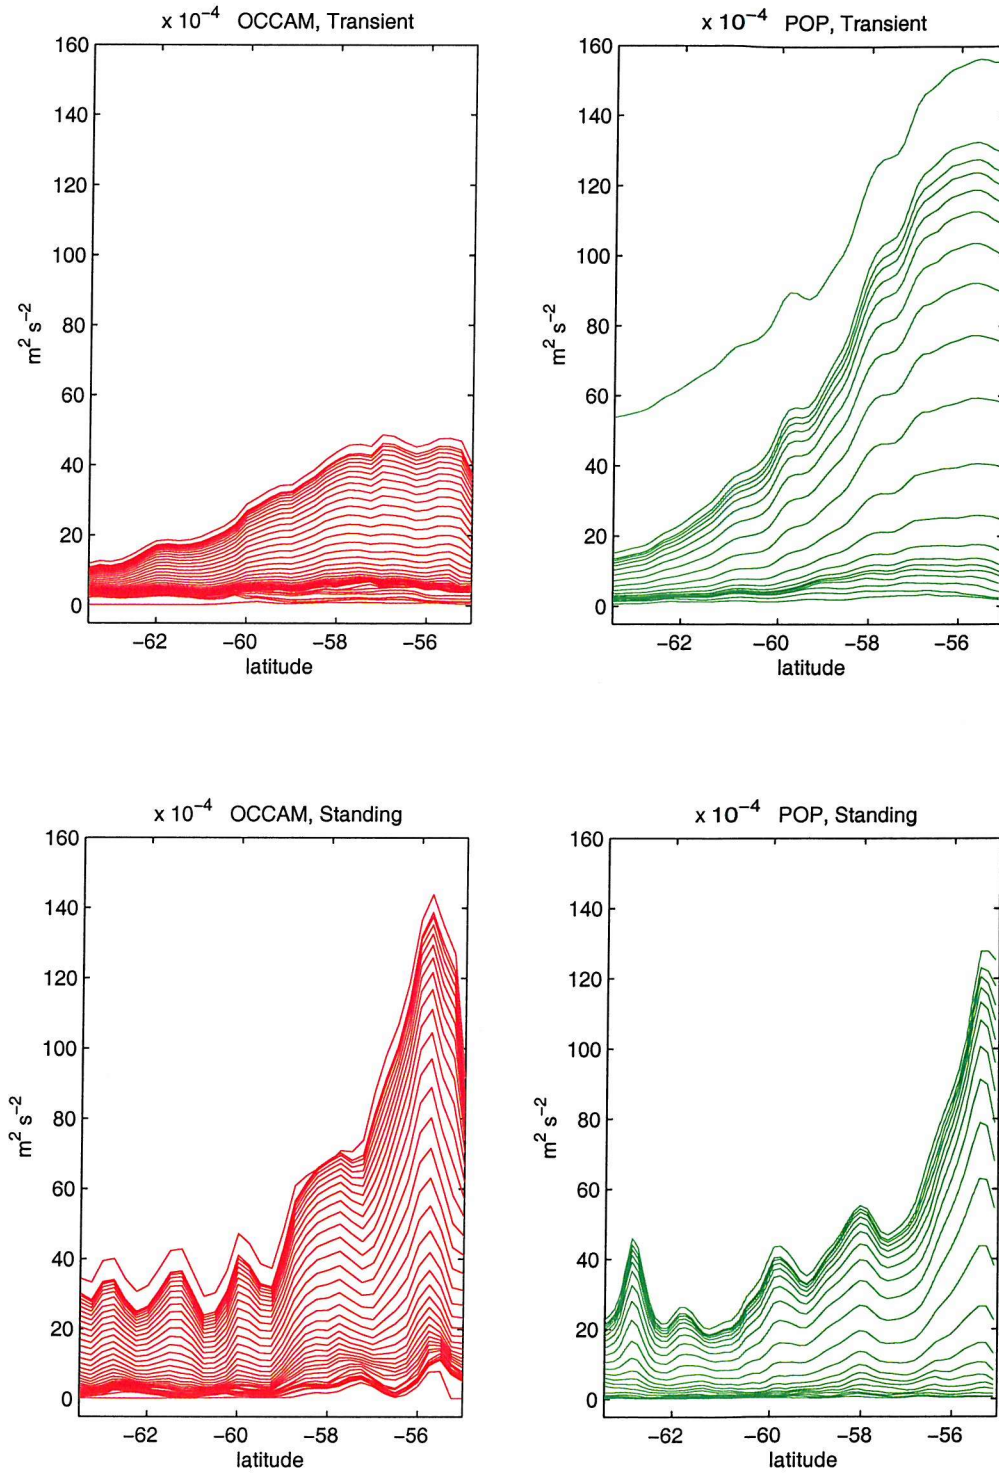 x 10⁻⁴ OCCAM, Transient
160
140
120
100
80
60
40
20
0
m² s⁻²
−62 −60 −58 −56
latitude
x 10⁻⁴ POP, Transient
160
140
120
100
80
60
40
20
0
m² s⁻²
−62 −60 −58 −56
latitude
x 10⁻⁴ OCCAM, Standing
160
140
120
100
80
60
40
20
0
m² s⁻²
−62 −60 −58 −56
latitude
x 10⁻⁴ POP, Standing
160
140
120
100
80
60
40
20
0
m² s⁻²
−62 −60 −58 −56
latitude